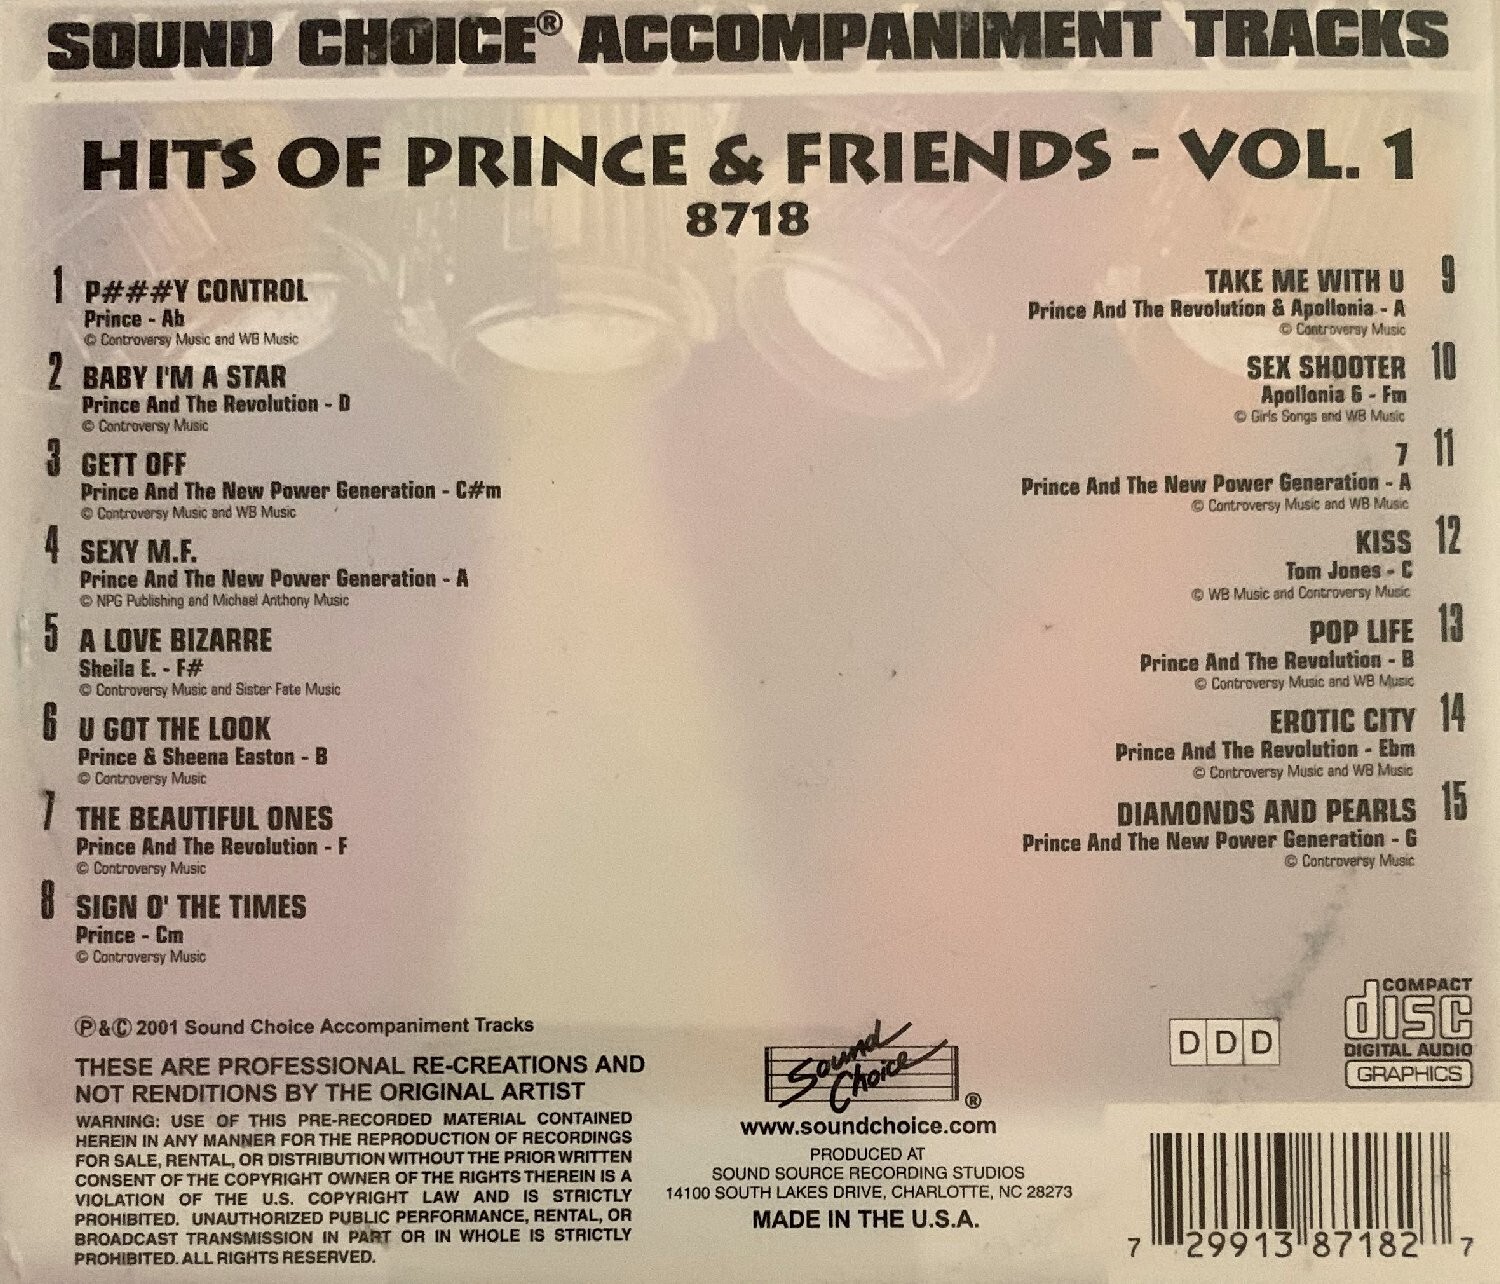 SOUND CHOICE® ACCOMPANIMENT TRACKS
HITS OF PRINCE & FRIENDS - VOL. 1
8718
1 P###Y CONTROL
Prince - Ab
© Controversy Music and WB Music
2 BABY I'M A STAR
Prince And The Revolution - D
© Controversy Music
3 GETT OFF
Prince And The New Power Generation - C#m
© Controversy Music and WB Music
4 SEXY M.F.
Prince And The New Power Generation - A
© NPG Publishing and Michael Anthony Music
5 A LOVE BIZARRE
Sheila E. - F#
© Controversy Music and Sister Fate Music
6 U GOT THE LOOK
Prince & Sheena Easton - B
© Controversy Music
7 THE BEAUTIFUL ONES
Prince And The Revolution - F
© Controversy Music
8 SIGN O' THE TIMES
Prince - Cm
© Controversy Music
TAKE ME WITH U 9
Prince And The Revolution & Apollonia - A
© Controversy Music
SEX SHOOTER 10
Apollonia 6 - Fm
© Girls Songs and WB Music
7 11
Prince And The New Power Generation - A
© Controversy Music and WB Music
KISS 12
Tom Jones - C
© WB Music and Controversy Music
POP LIFE 13
Prince And The Revolution - B
© Controversy Music and WB Music
EROTIC CITY 14
Prince And The Revolution - Ebm
© Controversy Music and WB Music
DIAMONDS AND PEARLS 15
Prince And The New Power Generation - G
© Controversy Music
℗&© 2001 Sound Choice Accompaniment Tracks
THESE ARE PROFESSIONAL RE-CREATIONS AND
NOT RENDITIONS BY THE ORIGINAL ARTIST
WARNING: USE OF THIS PRE-RECORDED MATERIAL CONTAINED
HEREIN IN ANY MANNER FOR THE REPRODUCTION OF RECORDINGS
FOR SALE, RENTAL, OR DISTRIBUTION WITHOUT THE PRIOR WRITTEN
CONSENT OF THE COPYRIGHT OWNER OF THE RIGHTS THEREIN IS A
VIOLATION OF THE U.S. COPYRIGHT LAW AND IS STRICTLY
PROHIBITED. UNAUTHORIZED PUBLIC PERFORMANCE, RENTAL, OR
BROADCAST TRANSMISSION IN PART OR IN WHOLE IS STRICTLY
PROHIBITED. ALL RIGHTS RESERVED.
Sound
Choice ®
www.soundchoice.com
PRODUCED AT
SOUND SOURCE RECORDING STUDIOS
14100 SOUTH LAKES DRIVE, CHARLOTTE, NC 28273
MADE IN THE U.S.A.
DDD
COMPACT
disc
DIGITAL AUDIO
GRAPHICS
7 29913 87182 7